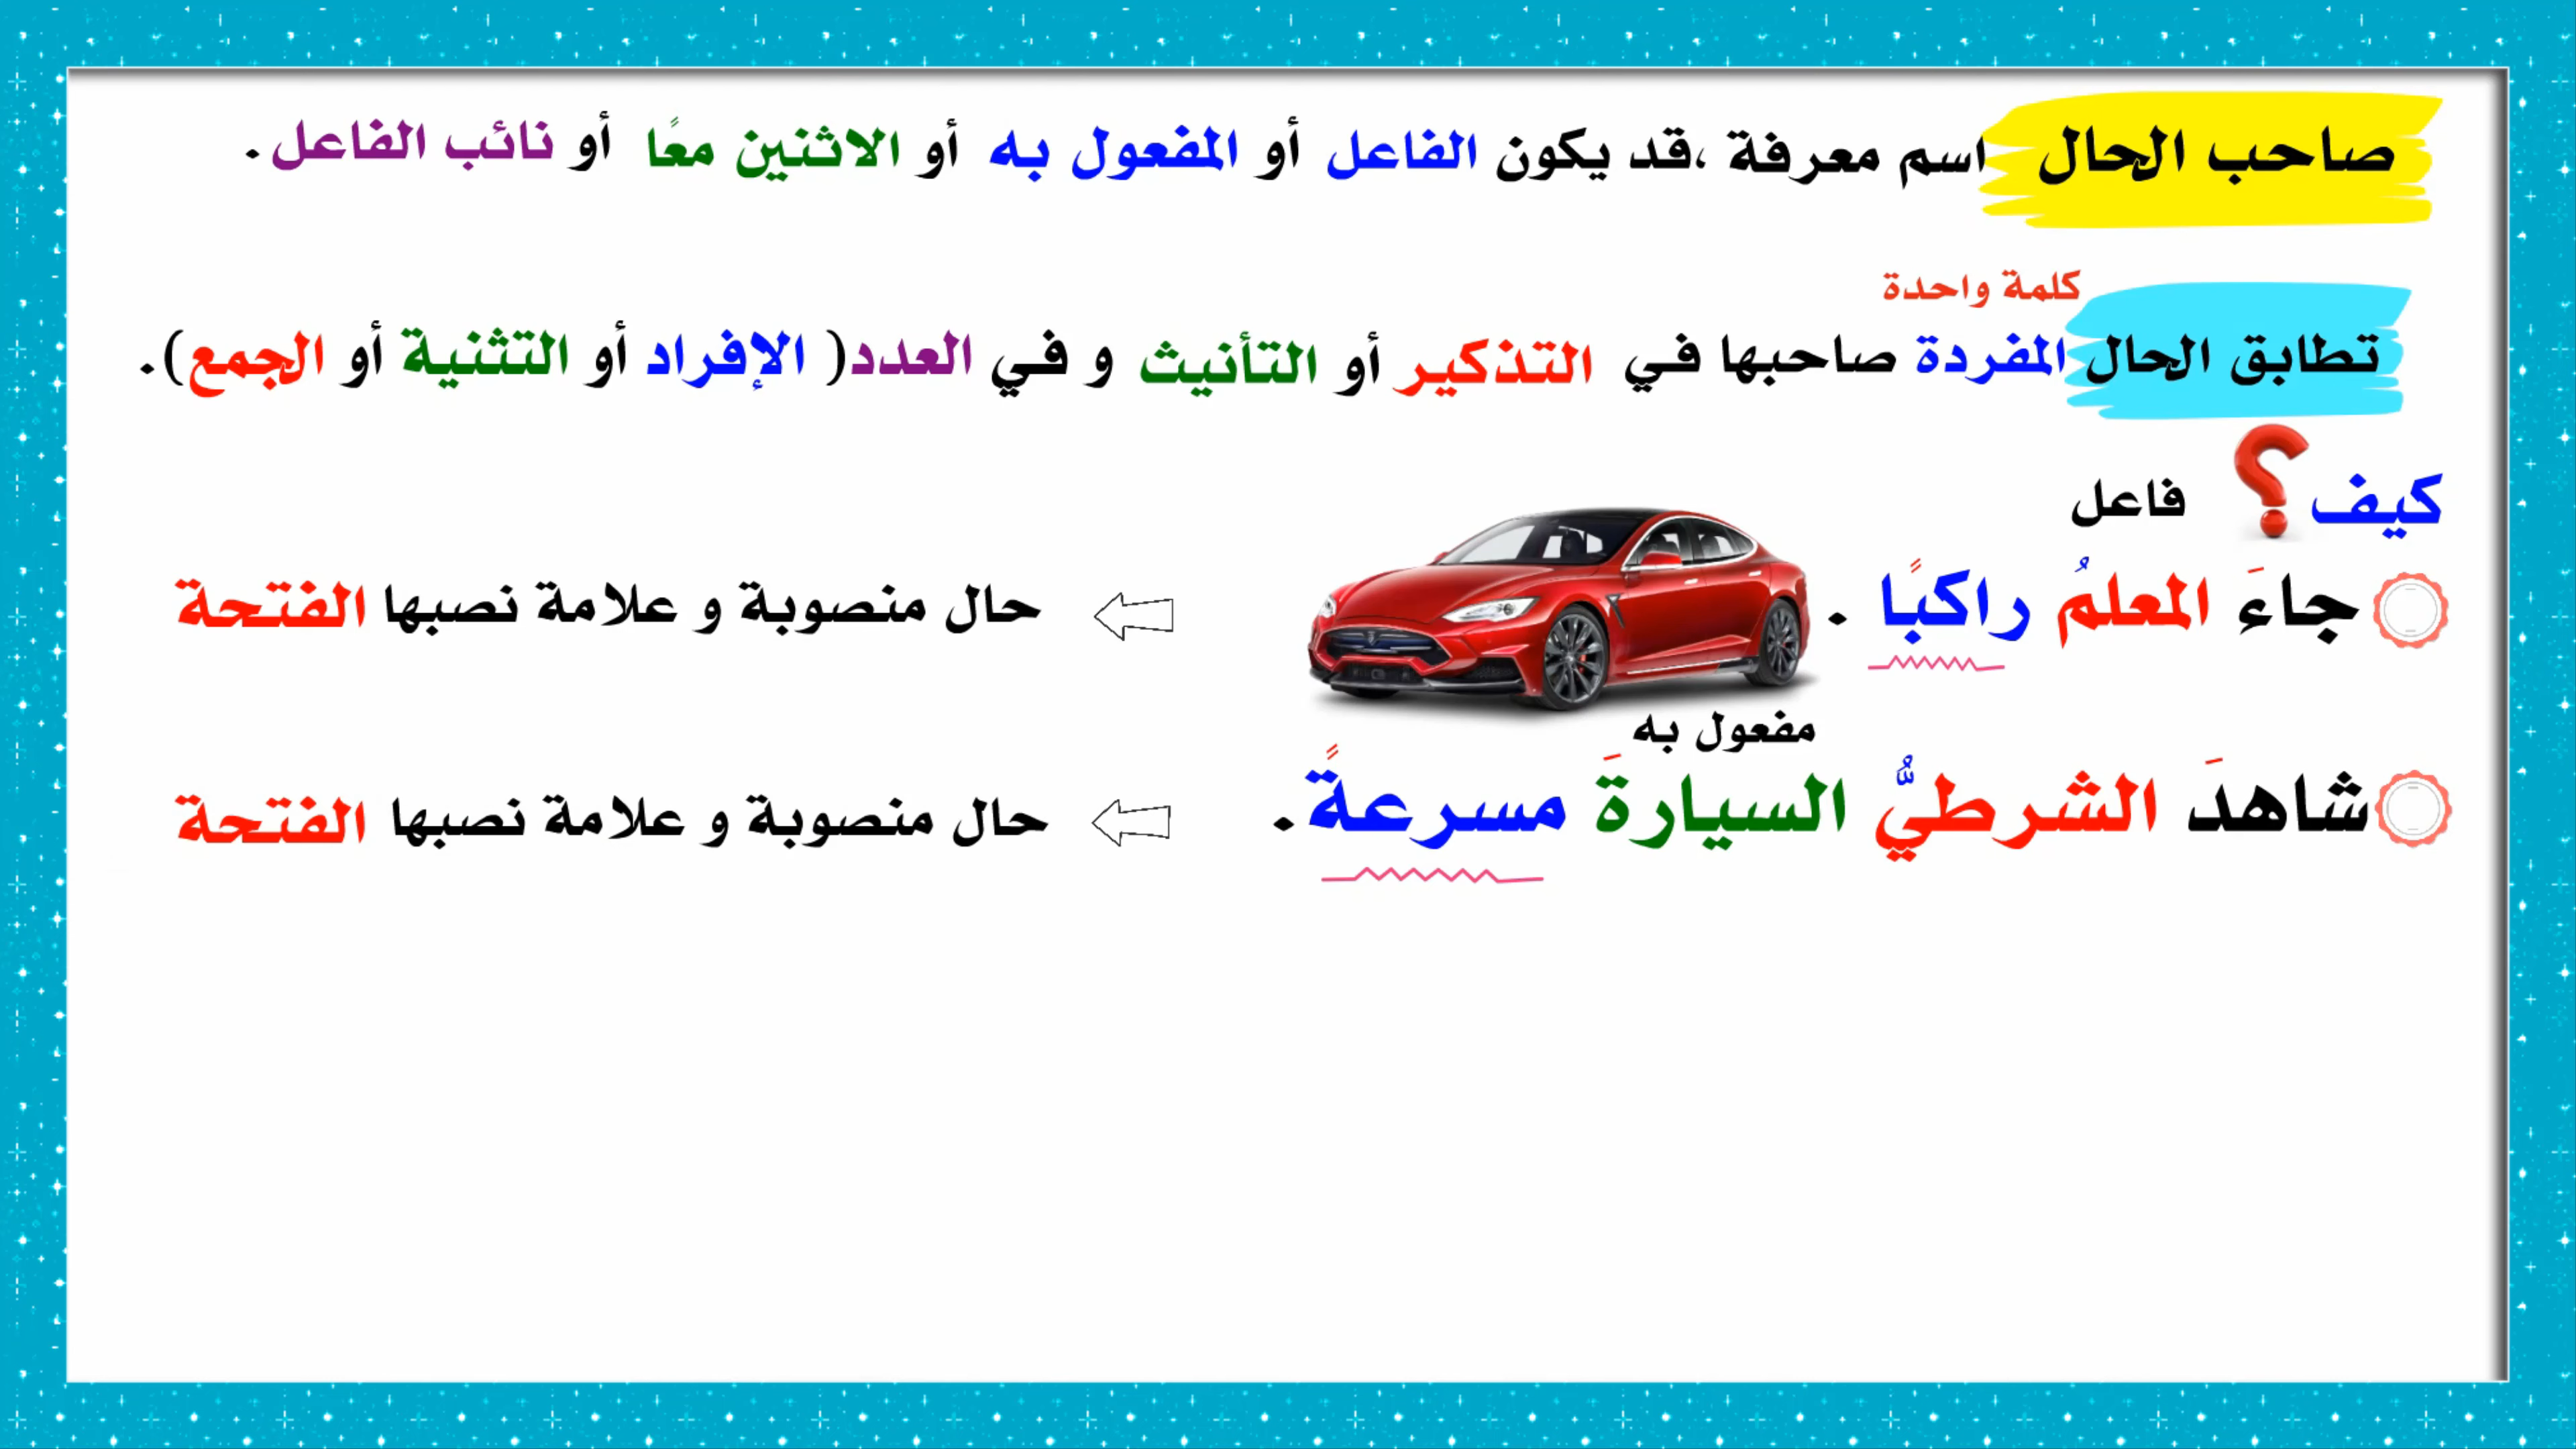 صاحب الحال اسم معرفة ،قد يكون الفاعل أو المفعول به أو الاثنين معًا أو نائب الفاعل .
كلمة واحدة
تطابق الحال المفردة صاحبها في التذكير أو التأنيث و في العدد( الإفراد أو التثنية أو الجمع).
كيف؟ فاعل
جاءَ المعلمُ راكبًا . حال منصوبة و علامة نصبها الفتحة
مفعول به
شاهدَ الشرطيُّ السيارةَ مسرعةً . حال منصوبة و علامة نصبها الفتحة